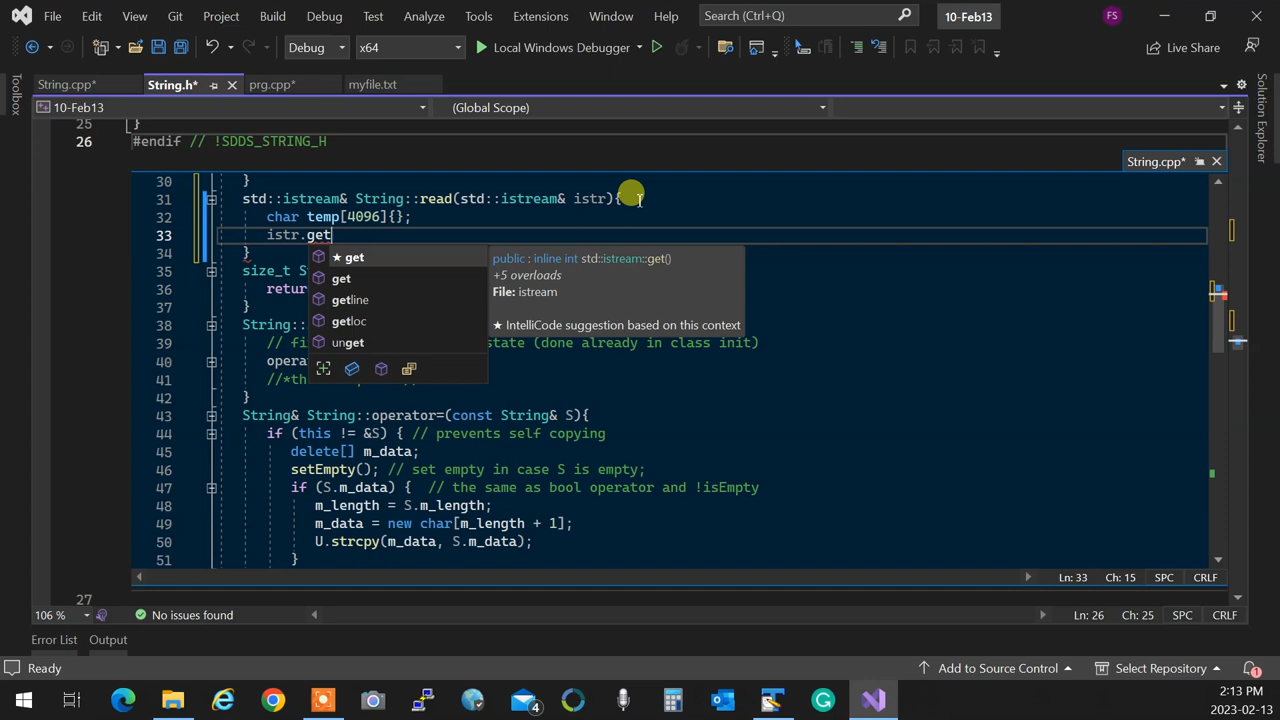 File Edit View Git Project Build Debug Test Analyze Tools Extensions Window Help Search (Ctrl+Q) 10-Feb13 FS
Debug x64 Local Windows Debugger Live Share
String.cpp* String.h* prg.cpp* myfile.txt
10-Feb13 (Global Scope)
Toolbox
Solution Explorer
25 }
26 #endif // !SDDS_STRING_H
String.cpp*
30 }
31 std::istream& String::read(std::istream& istr){
32 char temp[4096]{};
33 istr.get
34 }
35 size_t S
36 return
37 }
38 String::
39 // fi state (done already in class init)
40 opera
41 //*th
42 }
43 String& String::operator=(const String& S){
44 if (this != &S) { // prevents self copying
45 delete[] m_data;
46 setEmpty(); // set empty in case S is empty;
47 if (S.m_data) { // the same as bool operator and !isEmpty
48 m_length = S.m_length;
49 m_data = new char[m_length + 1];
50 U.strcpy(m_data, S.m_data);
51 }
★ get
get
getline
getloc
unget
public : inline int std::istream::get()
+5 overloads
File: istream
★ IntelliCode suggestion based on this context
Ln: 33 Ch: 15 SPC CRLF
27
106 % No issues found Ln: 26 Ch: 25 SPC CRLF
Error List Output
Ready Add to Source Control Select Repository 1
4
2:13 PM
2023-02-13